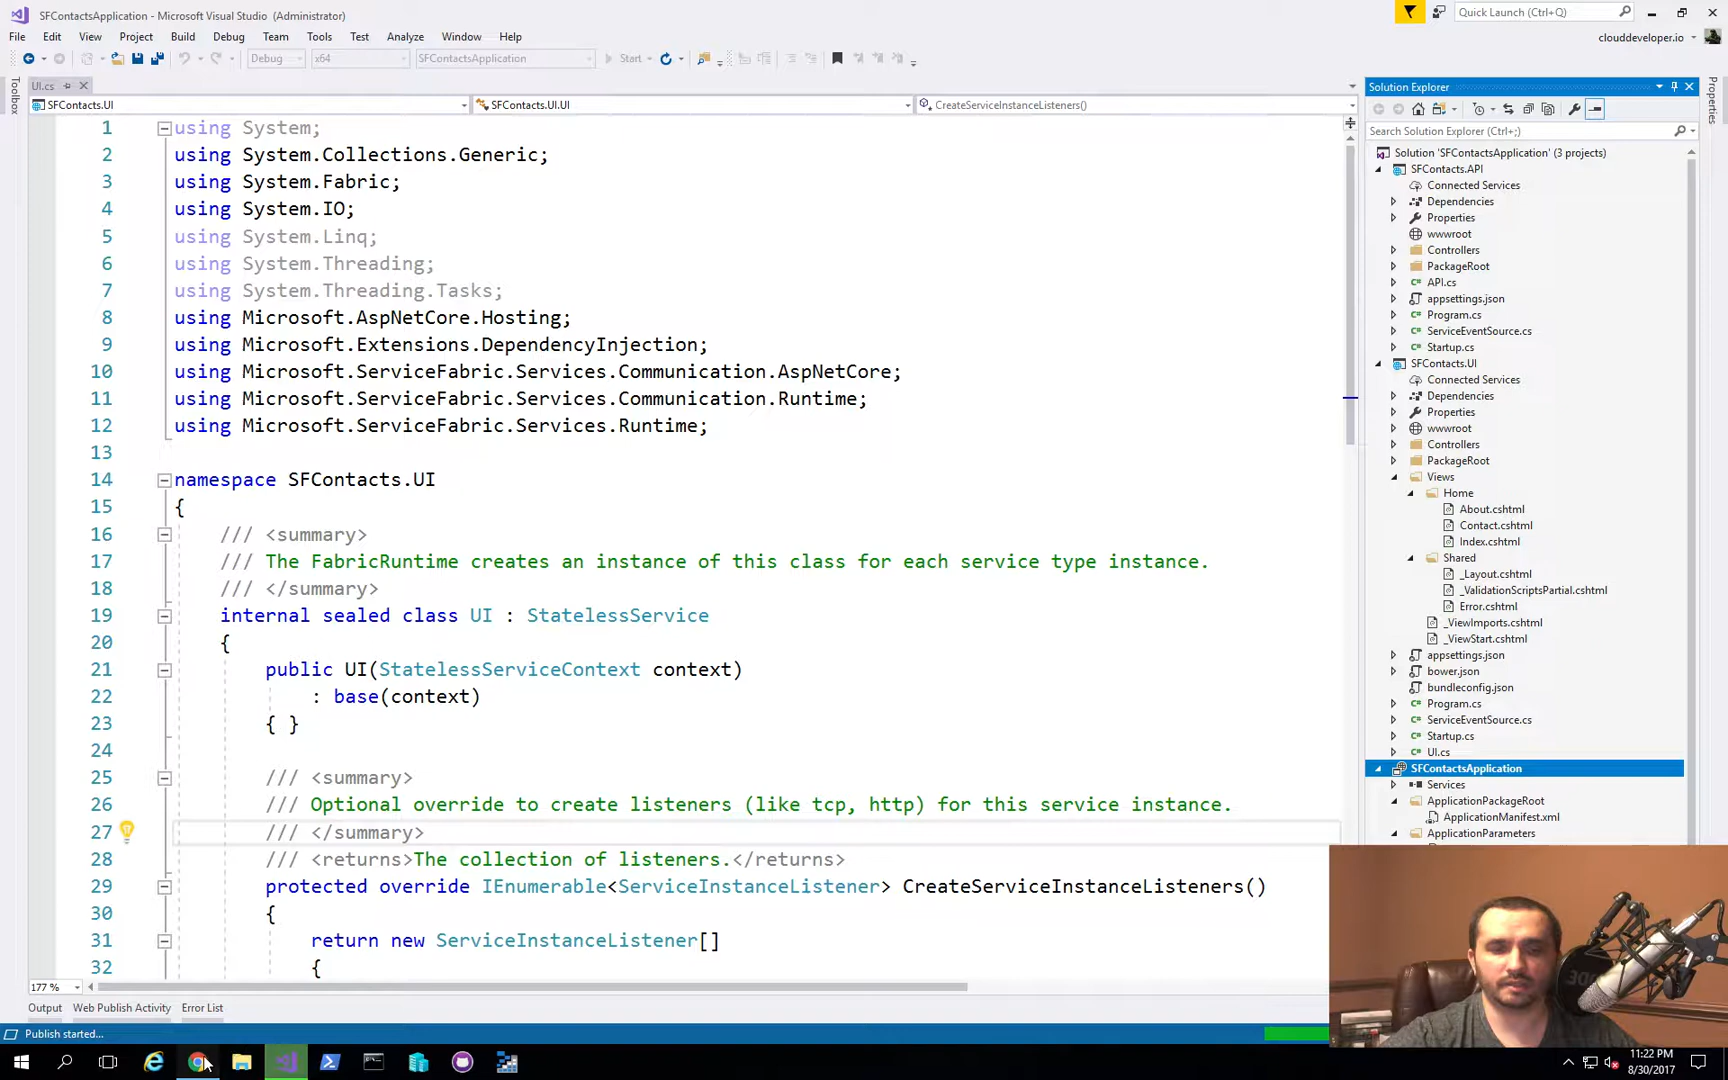 SFContactsApplication - Microsoft Visual Studio (Administrator)
Quick Launch (Ctrl+Q)
File Edit View Project Build Debug Team Tools Test Analyze Window Help
clouddeveloper.io
Debug x64 SFContactsApplication Start
Toolbox
UI.cs
SFContacts.UI SFContacts.UI.UI CreateServiceInstanceListeners()
1 using System;
2 using System.Collections.Generic;
3 using System.Fabric;
4 using System.IO;
5 using System.Linq;
6 using System.Threading;
7 using System.Threading.Tasks;
8 using Microsoft.AspNetCore.Hosting;
9 using Microsoft.Extensions.DependencyInjection;
10 using Microsoft.ServiceFabric.Services.Communication.AspNetCore;
11 using Microsoft.ServiceFabric.Services.Communication.Runtime;
12 using Microsoft.ServiceFabric.Services.Runtime;
13
14 namespace SFContacts.UI
15 {
16 /// <summary>
17 /// The FabricRuntime creates an instance of this class for each service type instance.
18 /// </summary>
19 internal sealed class UI : StatelessService
20 {
21 public UI(StatelessServiceContext context)
22 : base(context)
23 { }
24
25 /// <summary>
26 /// Optional override to create listeners (like tcp, http) for this service instance.
27 /// </summary>
28 /// <returns>The collection of listeners.</returns>
29 protected override IEnumerable<ServiceInstanceListener> CreateServiceInstanceListeners()
30 {
31 return new ServiceInstanceListener[]
32 {
177 %
Output Web Publish Activity Error List
Publish started...
Solution Explorer
Properties
Search Solution Explorer (Ctrl+;)
Solution 'SFContactsApplication' (3 projects)
SFContacts.API
Connected Services
Dependencies
Properties
wwwroot
Controllers
PackageRoot
API.cs
appsettings.json
Program.cs
ServiceEventSource.cs
Startup.cs
SFContacts.UI
Connected Services
Dependencies
Properties
wwwroot
Controllers
PackageRoot
Views
Home
About.cshtml
Contact.cshtml
Index.cshtml
Shared
_Layout.cshtml
_ValidationScriptsPartial.cshtml
Error.cshtml
_ViewImports.cshtml
_ViewStart.cshtml
appsettings.json
bower.json
bundleconfig.json
Program.cs
ServiceEventSource.cs
Startup.cs
UI.cs
SFContactsApplication
Services
ApplicationPackageRoot
ApplicationManifest.xml
ApplicationParameters
11:22 PM
8/30/2017